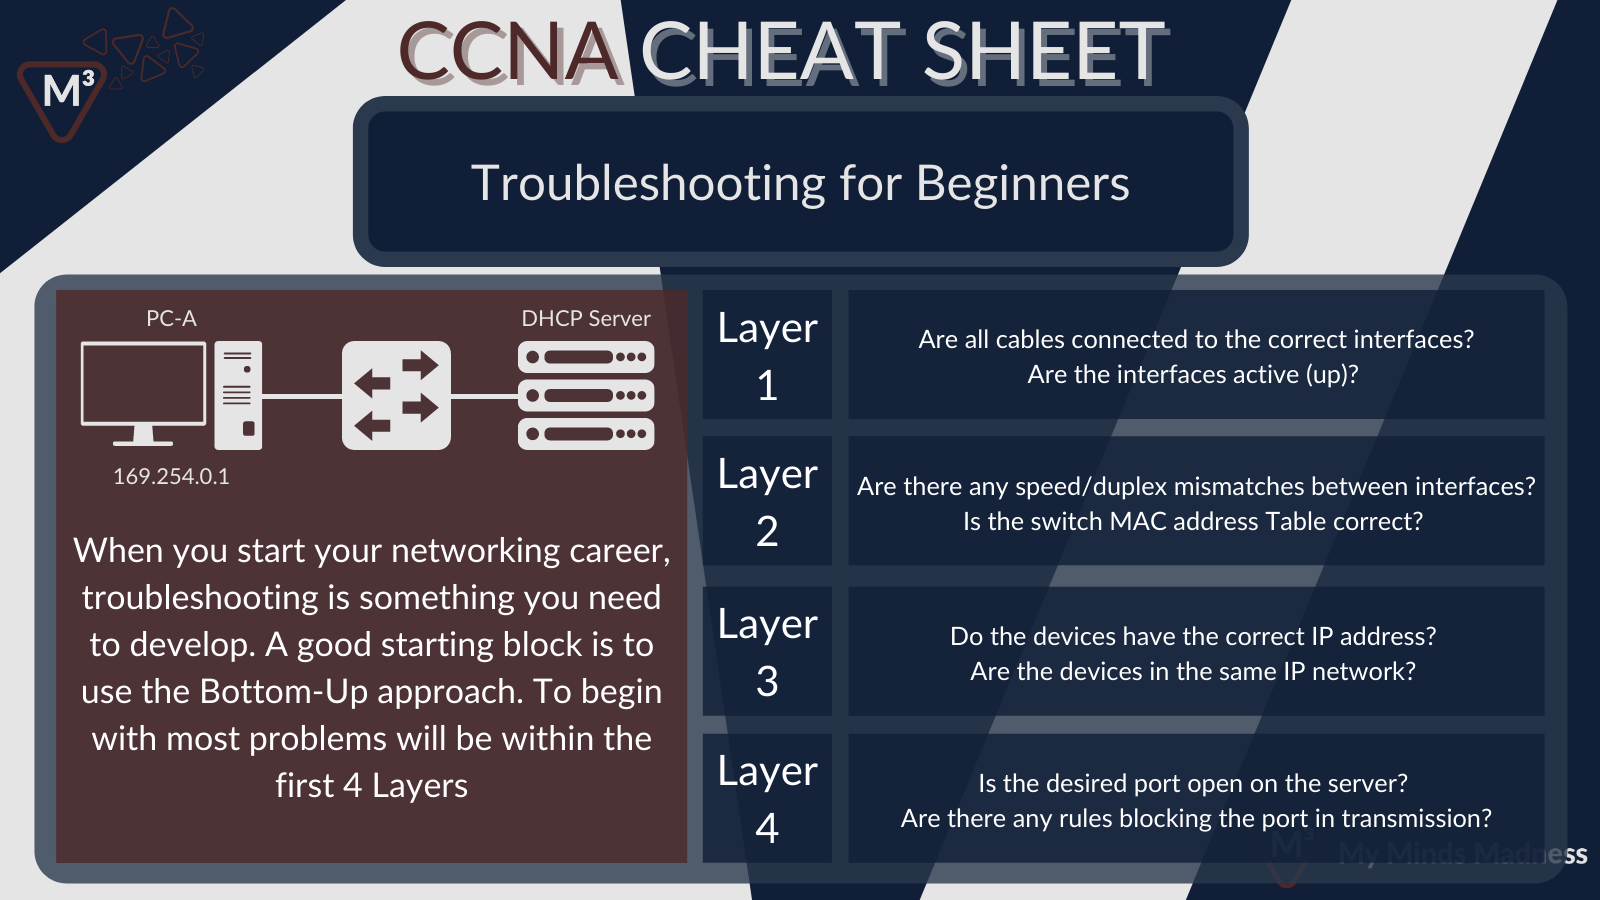 M³
CCNA CHEAT SHEET
Troubleshooting for Beginners
PC-A
DHCP Server
169.254.0.1
When you start your networking career,
troubleshooting is something you need
to develop. A good starting block is to
use the Bottom-Up approach. To begin
with most problems will be within the
first 4 Layers
Layer
1
Are all cables connected to the correct interfaces?
Are the interfaces active (up)?
Layer
2
Are there any speed/duplex mismatches between interfaces?
Is the switch MAC address Table correct?
Layer
3
Do the devices have the correct IP address?
Are the devices in the same IP network?
Layer
4
Is the desired port open on the server?
Are there any rules blocking the port in transmission?
M³
My Minds Madness